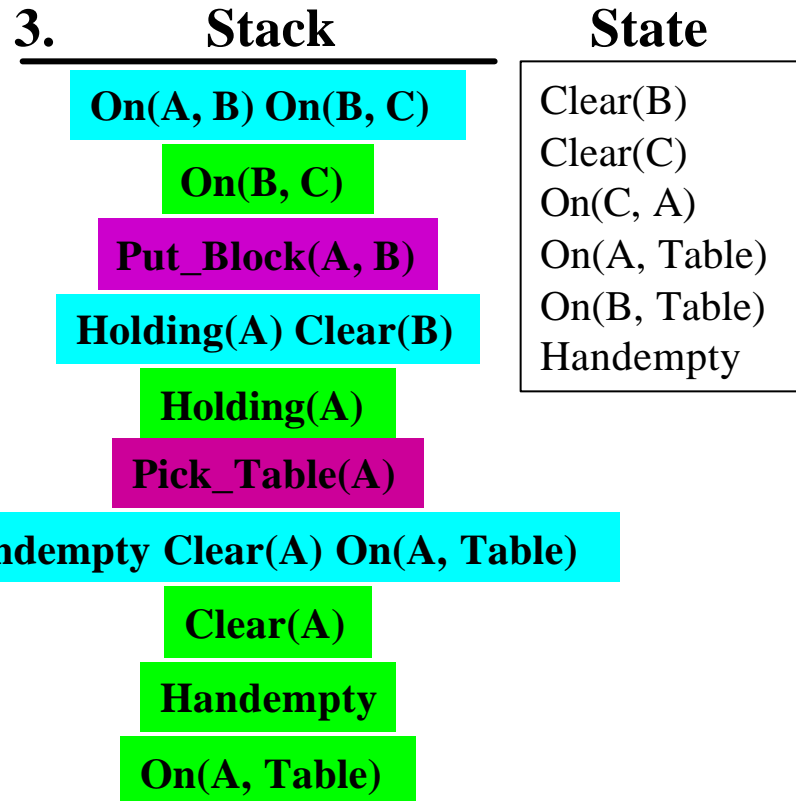 3. Stack State
On(A, B) On(B, C)
On(B, C)
Put_Block(A, B)
Holding(A) Clear(B)
Holding(A)
Pick_Table(A)
ndempty Clear(A) On(A, Table)
Clear(A)
Handempty
On(A, Table)
Clear(B)
Clear(C)
On(C, A)
On(A, Table)
On(B, Table)
Handempty